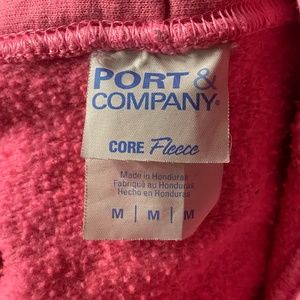 PORT &
COMPANY®
CORE Fleece
Made in Honduras
Fabriqué au Honduras
Hecho en Honduras
M | M | M